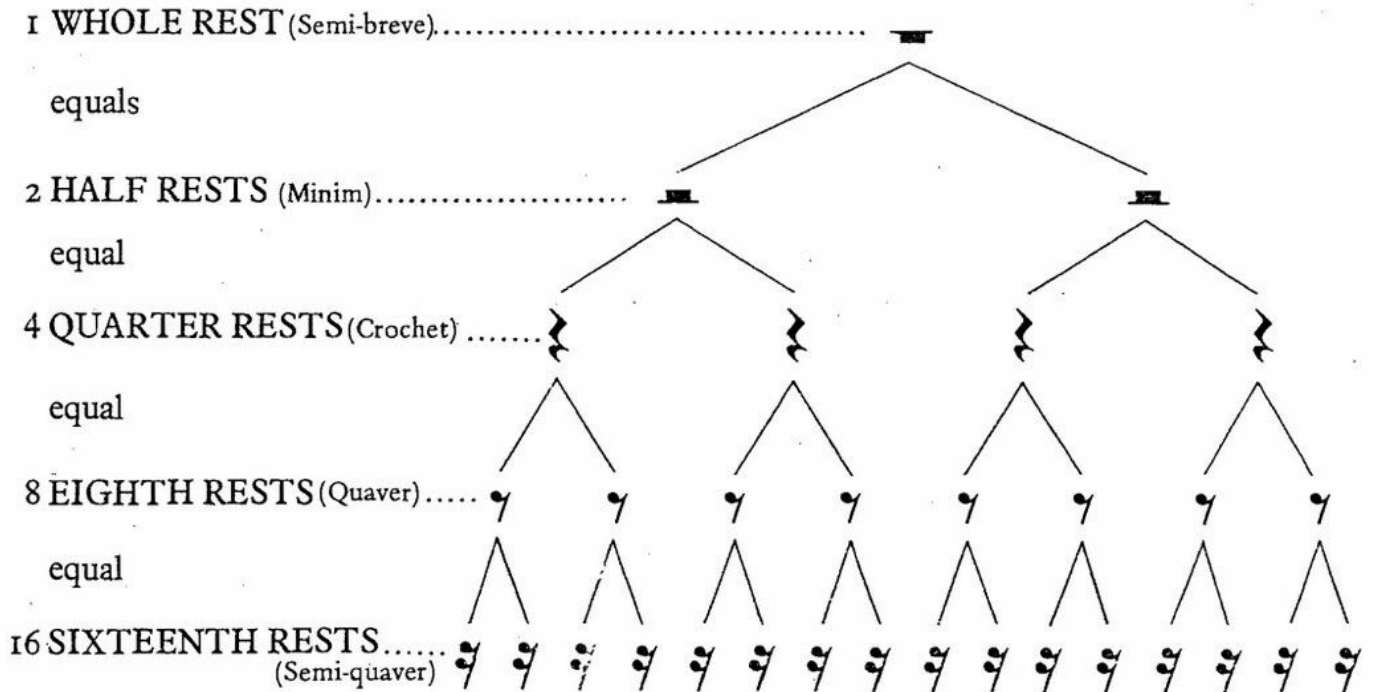 1 WHOLE REST (Semi-breve)........................................
equals
2 HALF RESTS (Minim)........................
equal
4 QUARTER RESTS (Crochet) .......
equal
8 EIGHTH RESTS (Quaver).....
equal
16 SIXTEENTH RESTS......
(Semi-quaver)